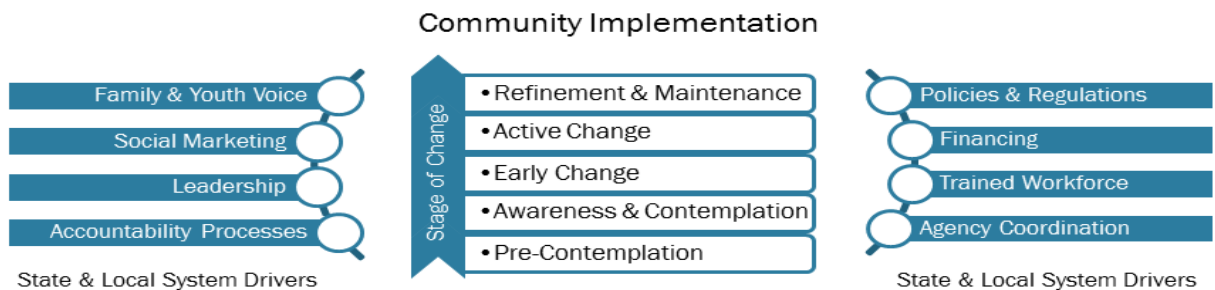 Community Implementation
Family & Youth Voice
Social Marketing
Leadership
Accountability Processes
State & Local System Drivers
Stage of Change
•Refinement & Maintenance
•Active Change
•Early Change
•Awareness & Contemplation
•Pre-Contemplation
Policies & Regulations
Financing
Trained Workforce
Agency Coordination
State & Local System Drivers